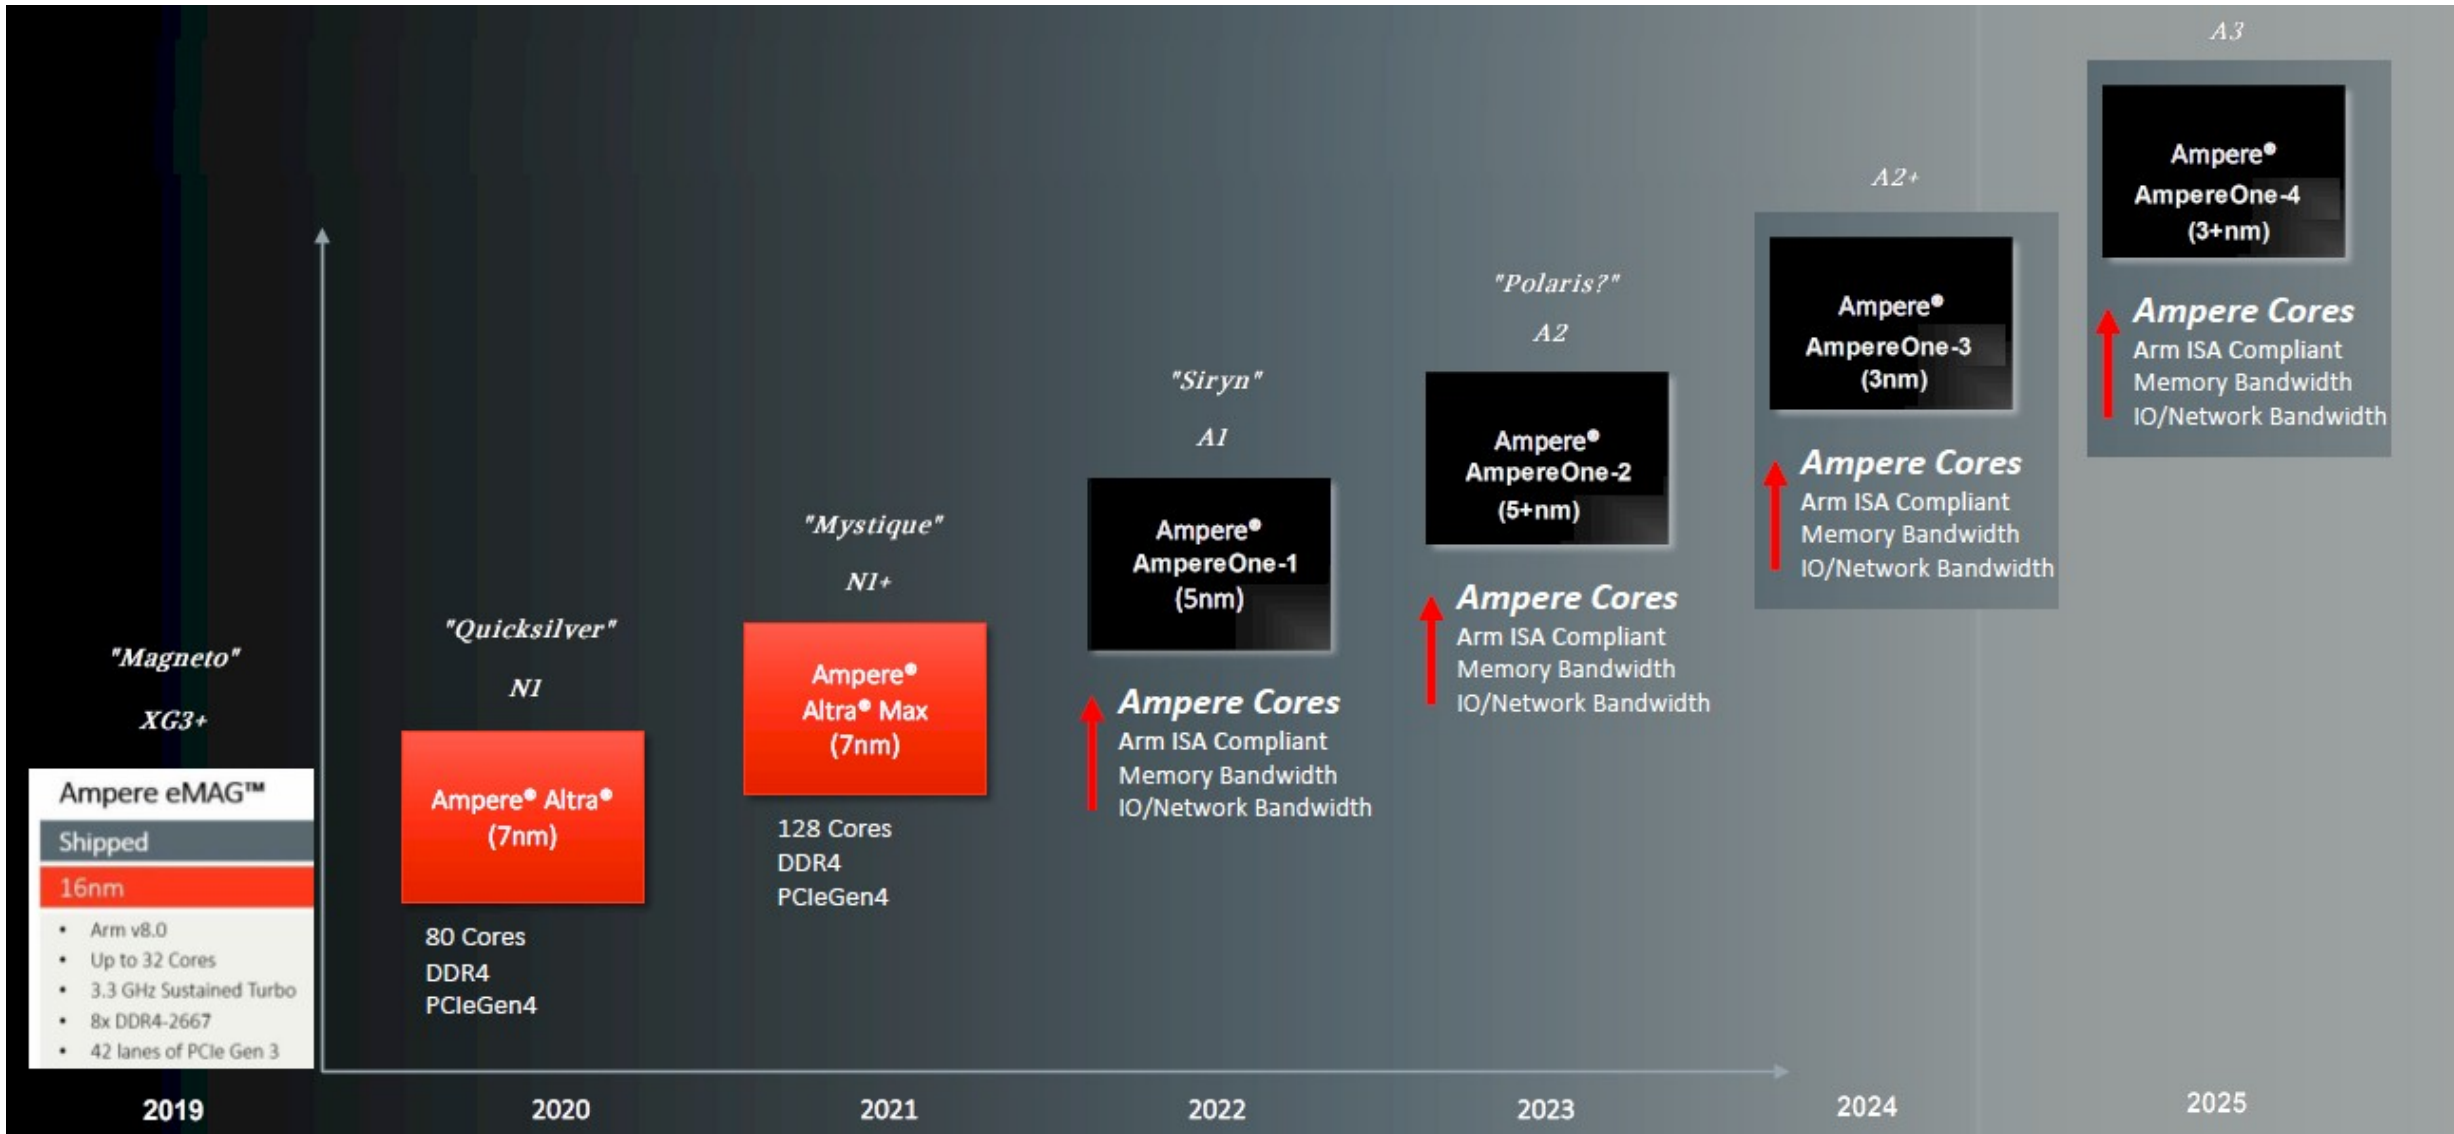 "Magneto"
XG3+
Ampere eMAG™
Shipped
16nm
• Arm v8.0
• Up to 32 Cores
• 3.3 GHz Sustained Turbo
• 8x DDR4-2667
• 42 lanes of PCIe Gen 3
2019
"Quicksilver"
N1
Ampere® Altra®
(7nm)
80 Cores
DDR4
PCIeGen4
2020
"Mystique"
N1+
Ampere®
Altra® Max
(7nm)
128 Cores
DDR4
PCIeGen4
2021
"Siryn"
A1
Ampere®
AmpereOne-1
(5nm)
Ampere Cores
Arm ISA Compliant
Memory Bandwidth
IO/Network Bandwidth
2022
"Polaris?"
A2
Ampere®
AmpereOne-2
(5+nm)
Ampere Cores
Arm ISA Compliant
Memory Bandwidth
IO/Network Bandwidth
2023
A2+
Ampere®
AmpereOne-3
(3nm)
Ampere Cores
Arm ISA Compliant
Memory Bandwidth
IO/Network Bandwidth
2024
A3
Ampere®
AmpereOne-4
(3+nm)
Ampere Cores
Arm ISA Compliant
Memory Bandwidth
IO/Network Bandwidth
2025